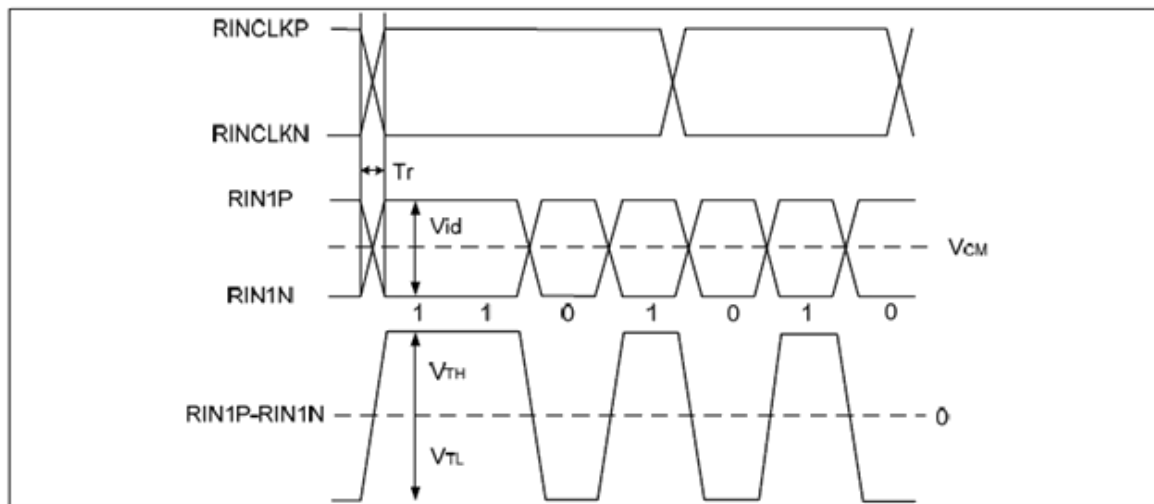 RINCLKP
RINCLKN
Tr
RIN1P
Vid
VCM
RIN1N
1 1 0 1 0 1 0
VTH
RIN1P-RIN1N
0
VTL